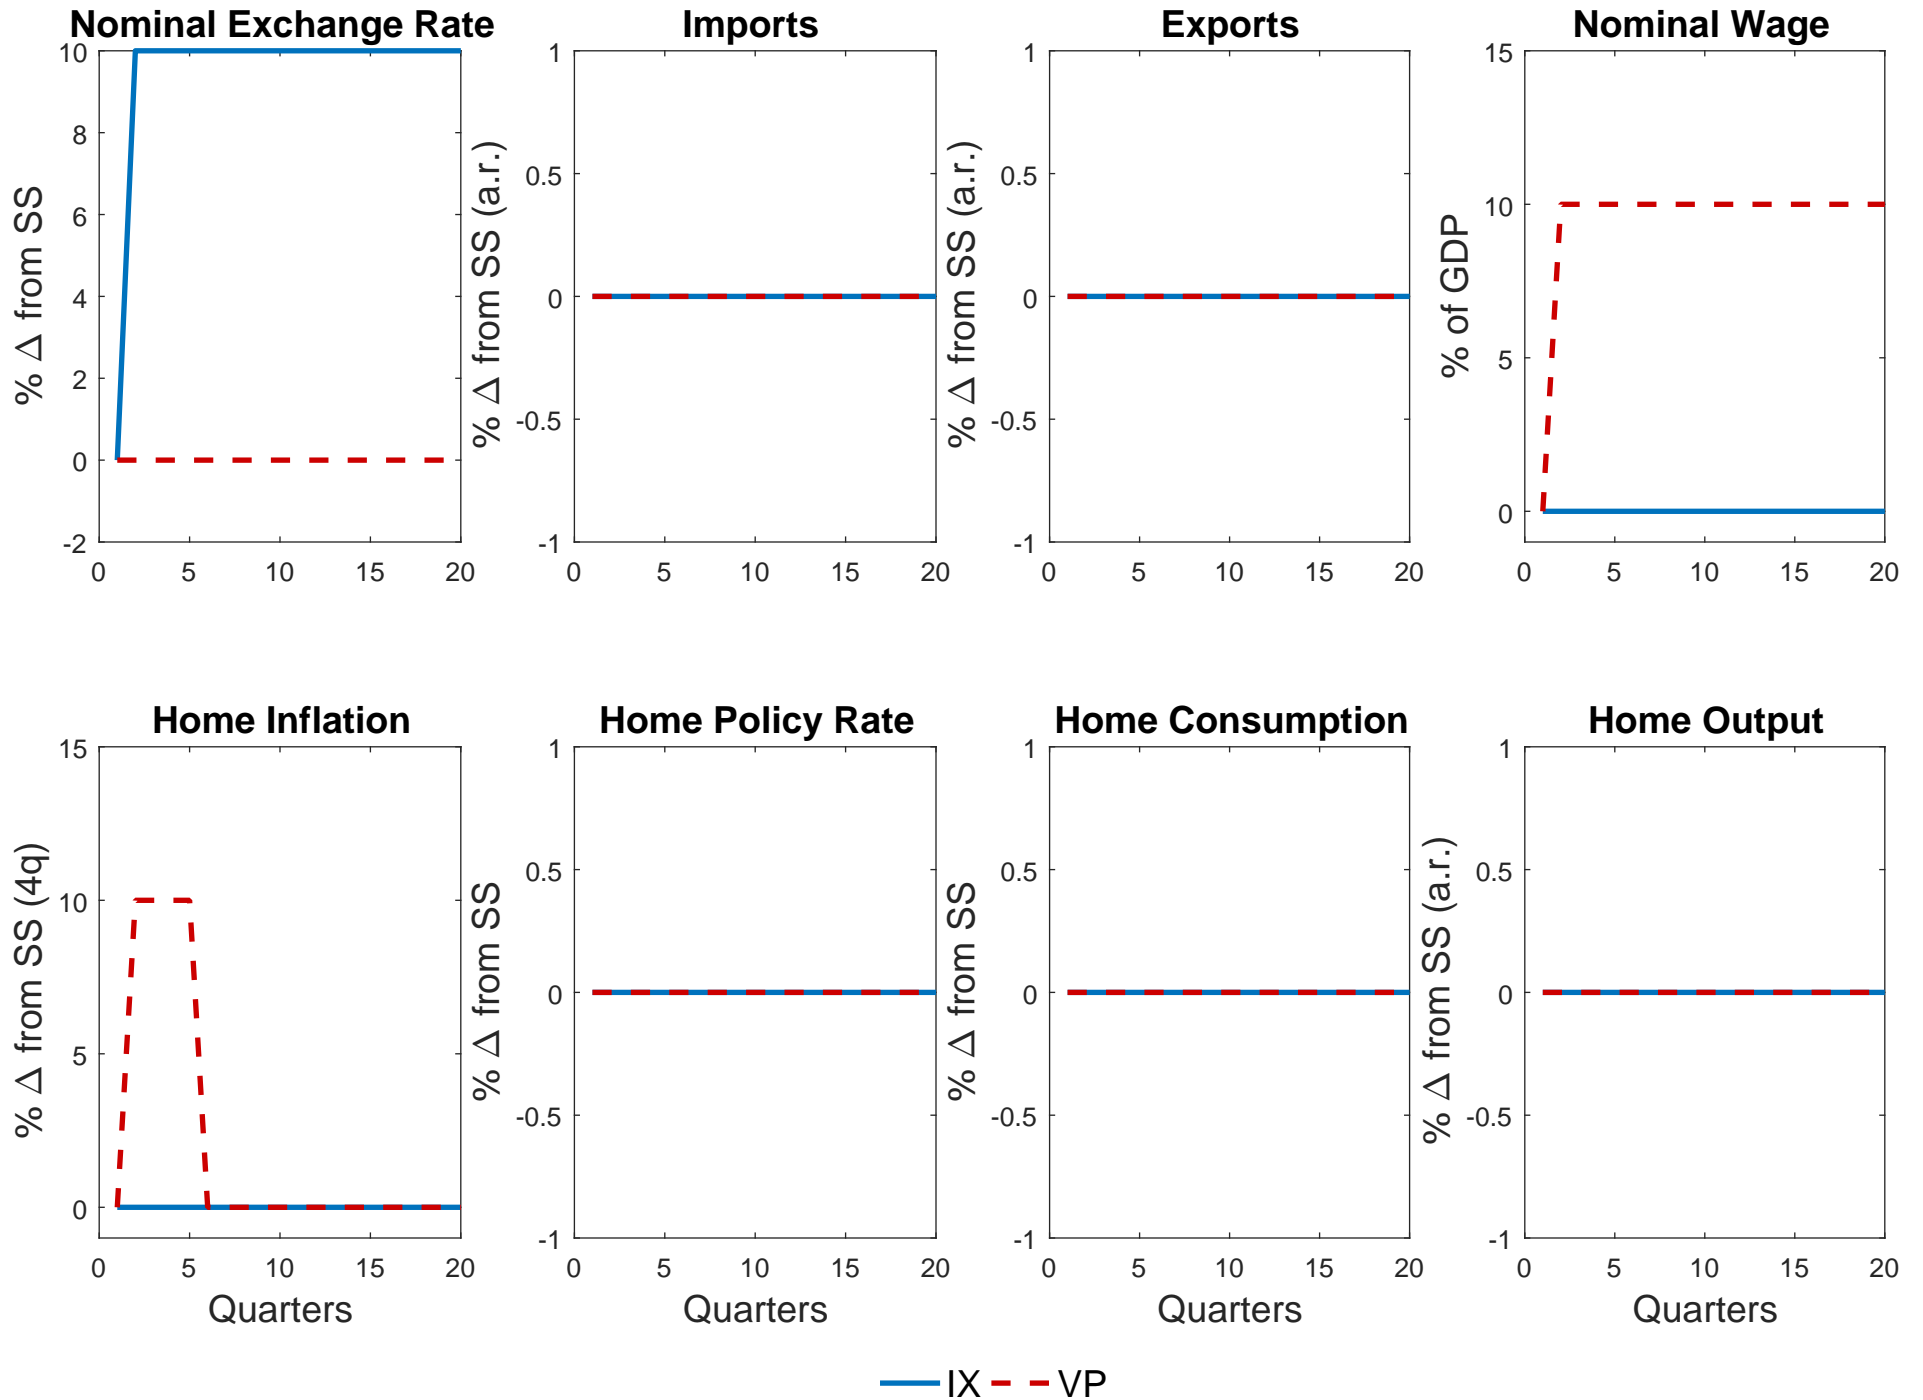 Nominal Exchange Rate
% Δ from SS
10
8
6
4
2
0
-2
0 5 10 15 20
Imports
% Δ from SS (a.r.)
1
0.5
0
-0.5
-1
0 5 10 15 20
Exports
% Δ from SS (a.r.)
1
0.5
0
-0.5
-1
0 5 10 15 20
Nominal Wage
% of GDP
15
10
5
0
0 5 10 15 20
Home Inflation
% Δ from SS (4q)
15
10
5
0
0 5 10 15 20
Quarters
Home Policy Rate
% Δ from SS
1
0.5
0
-0.5
-1
0 5 10 15 20
Quarters
Home Consumption
% Δ from SS
1
0.5
0
-0.5
-1
0 5 10 15 20
Quarters
Home Output
% Δ from SS (a.r.)
1
0.5
0
-0.5
-1
0 5 10 15 20
Quarters
IX VP